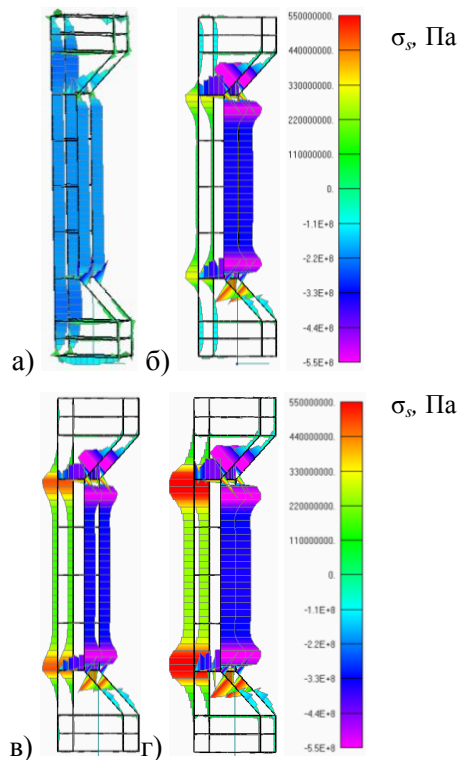 σs, Па
550000000.
440000000.
330000000.
220000000.
110000000.
0.
-1.1E+8
-2.2E+8
-3.3E+8
-4.4E+8
-5.5E+8
а) б)
σs, Па
550000000.
440000000.
330000000.
220000000.
110000000.
0.
-1.1E+8
-2.2E+8
-3.3E+8
-4.4E+8
-5.5E+8
в) г)